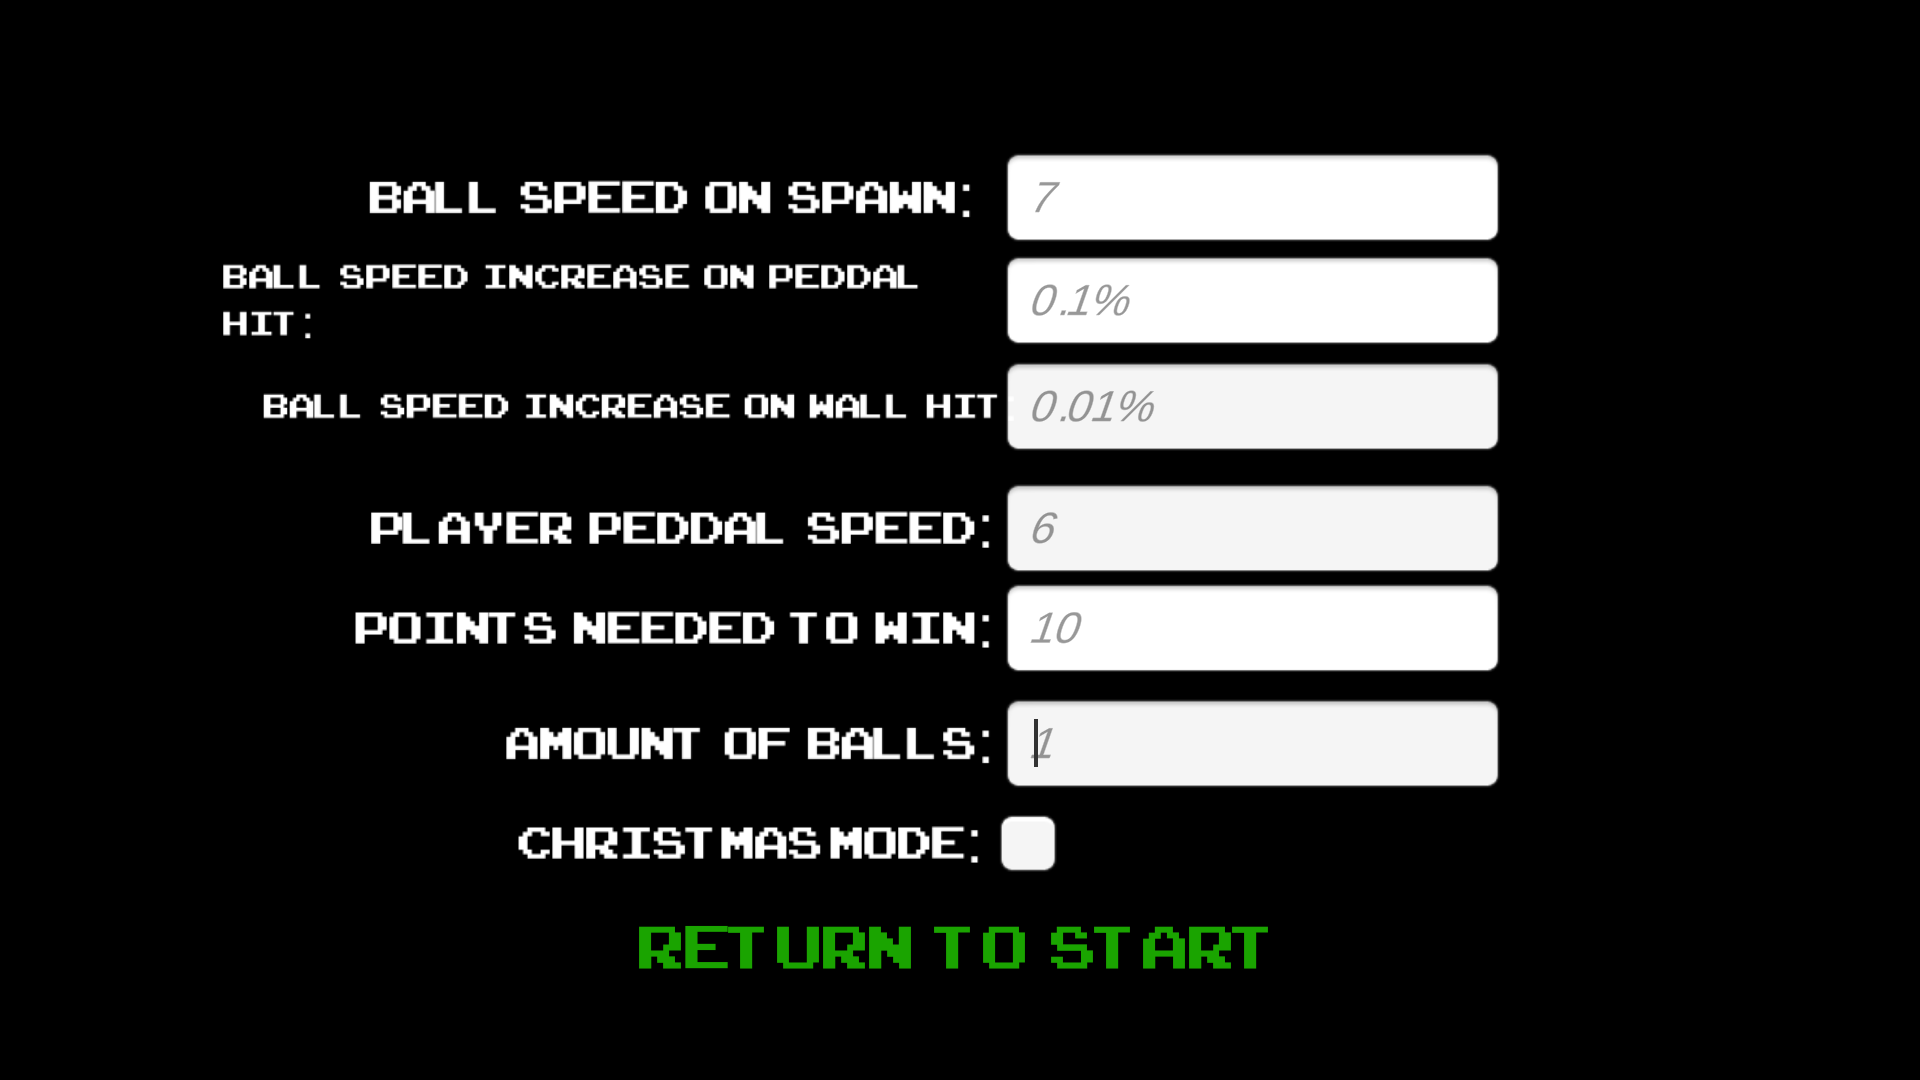 BALL SPEED ON SPAWN: 7
BALL SPEED INCREASE ON PEDDAL
HIT: 0.1%
BALL SPEED INCREASE ON WALL HIT: 0.01%
PLAYER PEDDAL SPEED: 6
POINTS NEEDED TO WIN: 10
AMOUNT OF BALLS: 1
CHRISTMAS MODE:
RETURN TO START